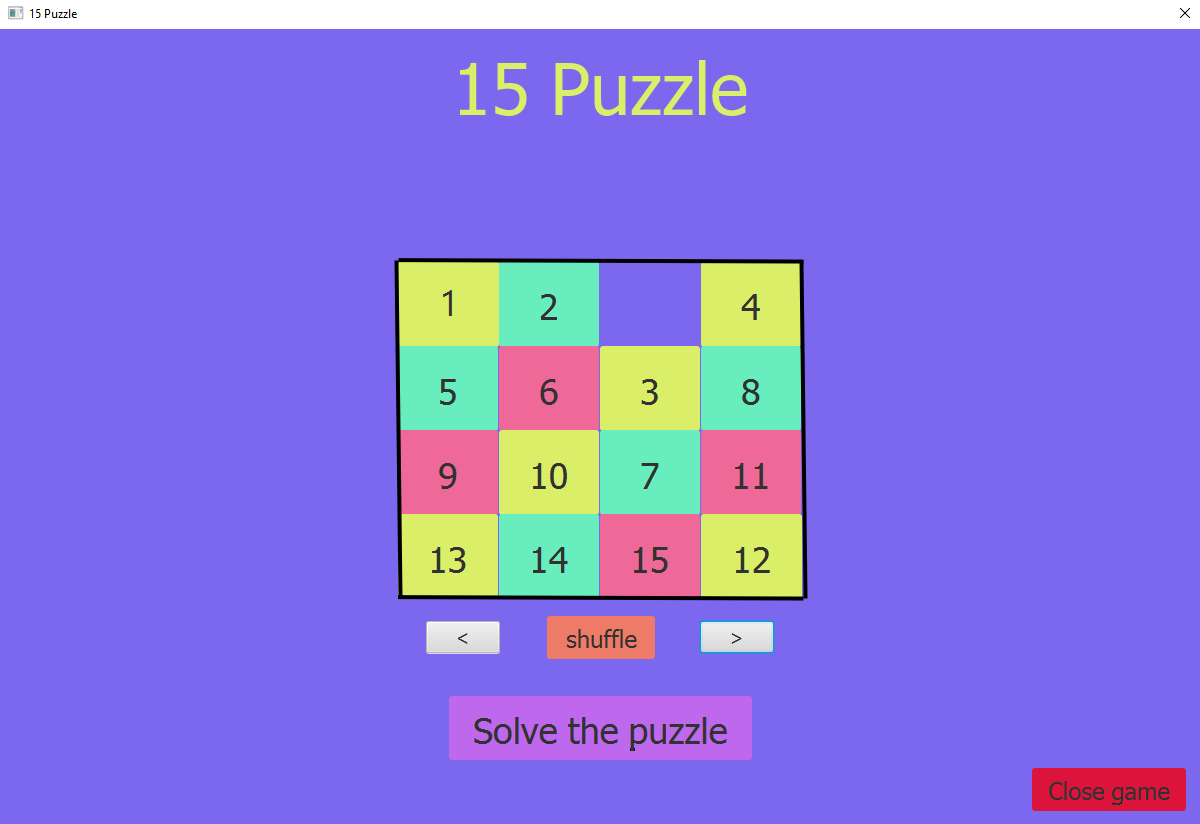 15 Puzzle
15 Puzzle
1 2 4
5 6 3 8
9 10 7 11
13 14 15 12
< shuffle >
Solve the puzzle
Close game